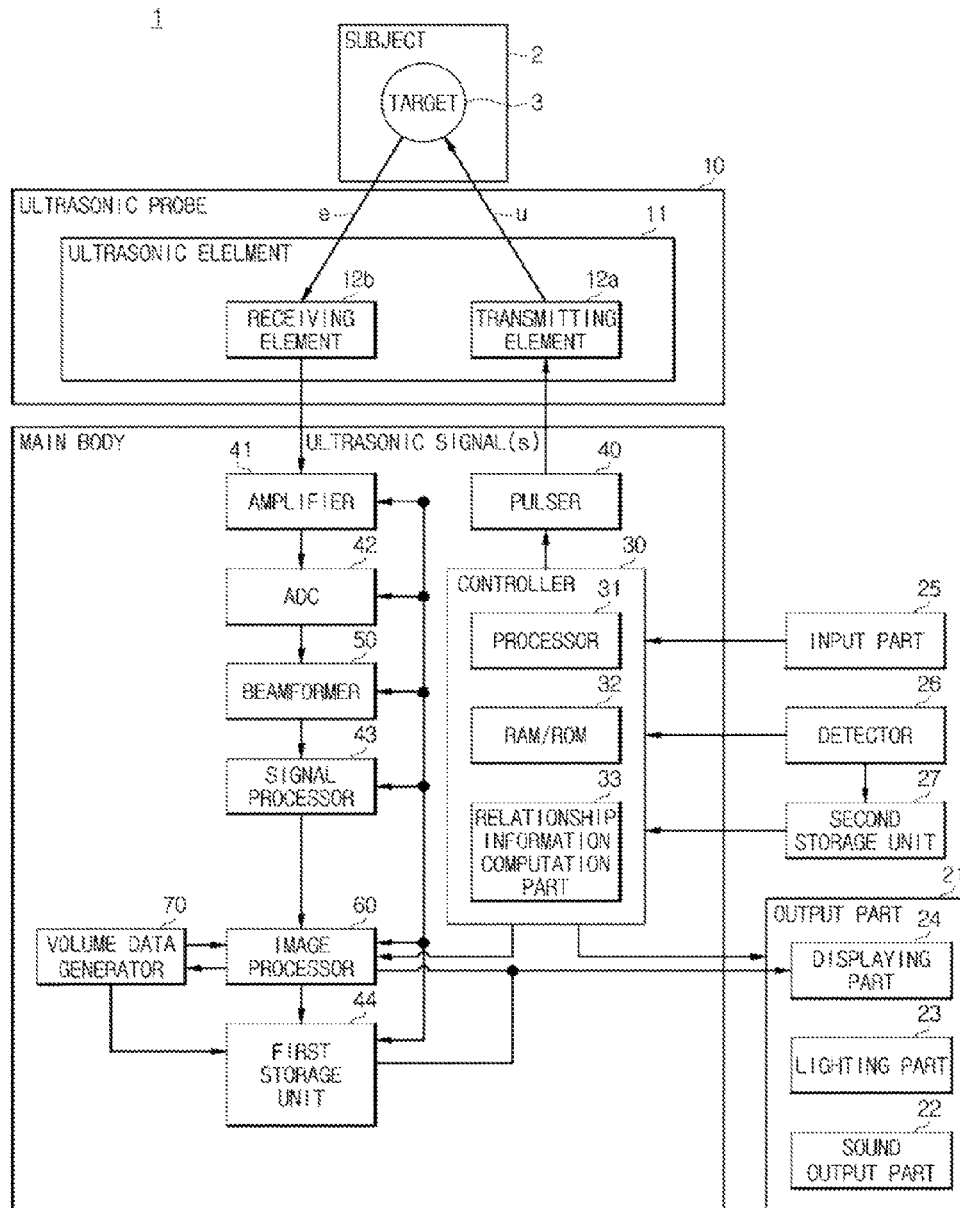 1
SUBJECT
2
TARGET
3
10
ULTRASONIC PROBE
e
u
11
ULTRASONIC ELELMENT
12b
12a
RECEIVING
ELEMENT
TRANSMITTING
ELEMENT
MAIN BODY
ULTRASONIC SIGNAL(s)
41
AMPLIFIER
40
PULSER
42
ADC
30
CONTROLLER
31
PROCESSOR
25
INPUT PART
50
BEAMFORMER
32
RAM/ROM
26
DETECTOR
43
SIGNAL
PROCESSOR
33
RELATIONSHIP
INFORMATION
COMPUTATION
PART
27
SECOND
STORAGE UNIT
21
OUTPUT PART
70
VOLUME DATA
GENERATOR
60
IMAGE
PROCESSOR
24
DISPLAYING
PART
44
FIRST
STORAGE
UNIT
23
LIGHTING PART
22
SOUND
OUTPUT PART